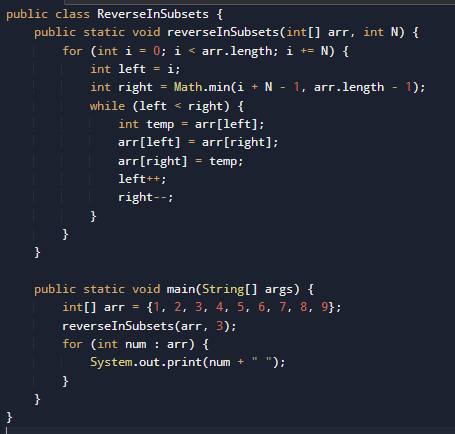 public class ReverseInSubsets {
    public static void reverseInSubsets(int[] arr, int N) {
        for (int i = 0; i < arr.length; i += N) {
            int left = i;
            int right = Math.min(i + N - 1, arr.length - 1);
            while (left < right) {
                int temp = arr[left];
                arr[left] = arr[right];
                arr[right] = temp;
                left++;
                right--;
            }
        }
    }

    public static void main(String[] args) {
        int[] arr = {1, 2, 3, 4, 5, 6, 7, 8, 9};
        reverseInSubsets(arr, 3);
        for (int num : arr) {
            System.out.print(num + " ");
        }
    }
}